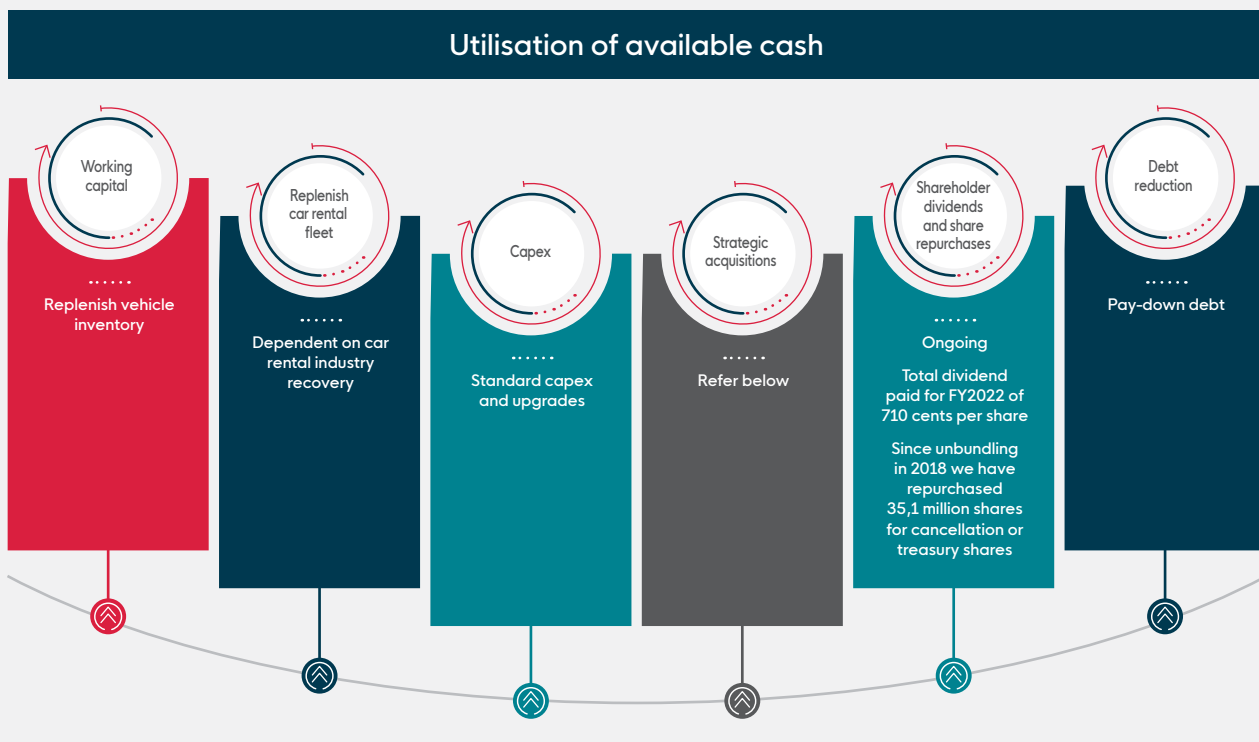 Utilisation of available cash
Working
capital
Replenish vehicle
inventory
Replenish
car rental
fleet
Dependent on car
rental industry
recovery
Capex
Standard capex
and upgrades
Strategic
acquisitions
Refer below
Shareholder
dividends
and share
repurchases
Ongoing
Total dividend
paid for FY2022 of
710 cents per share
Since unbundling
in 2018 we have
repurchased
35,1 million shares
for cancellation or
treasury shares
Debt
reduction
Pay-down debt